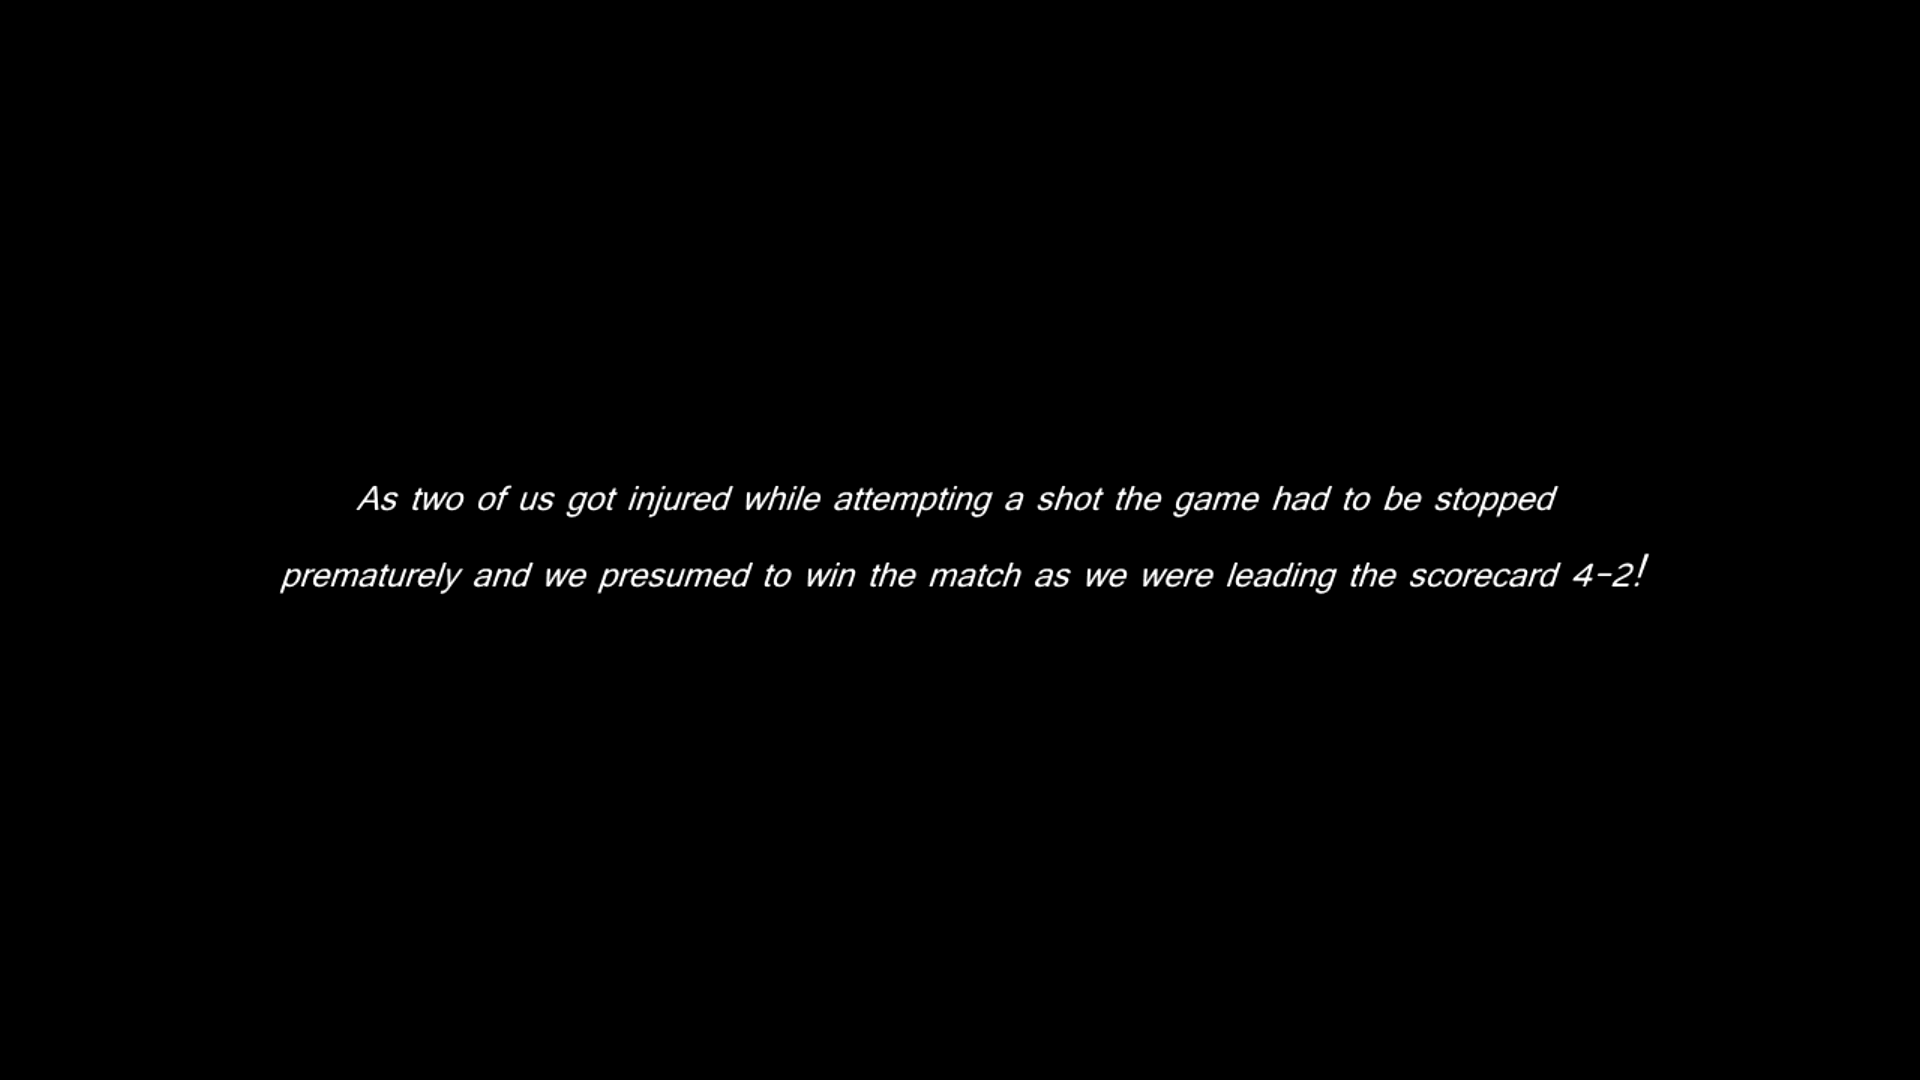 As two of us got injured while attempting a shot the game had to be stopped
prematurely and we presumed to win the match as we were leading the scorecard 4-2!